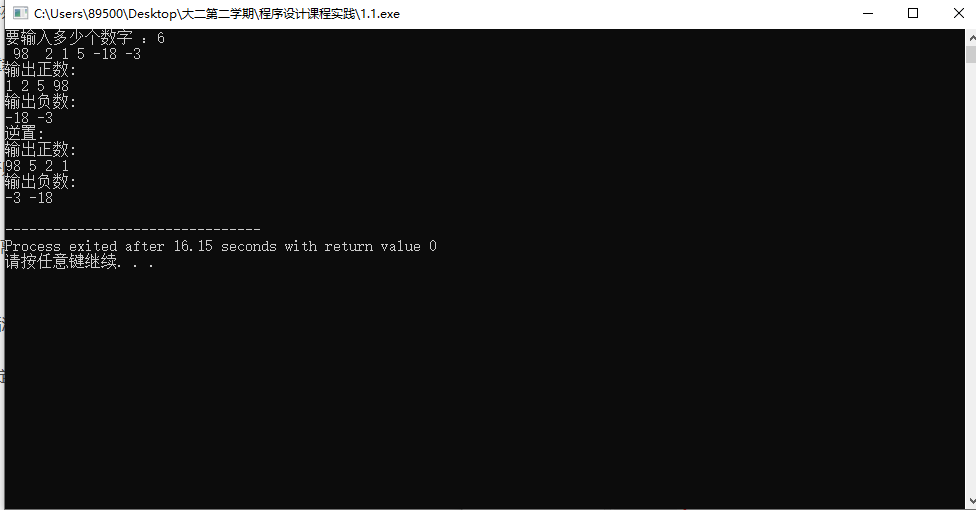 C:\Users\89500\Desktop\大二第二学期\程序设计课程实践\1.1.exe
要输入多少个数字 ：6
 98  2 1 5 -18 -3
输出正数:
1 2 5 98
输出负数:
-18 -3
逆置:
输出正数:
98 5 2 1
输出负数:
-3 -18
--------------------------------
Process exited after 16.15 seconds with return value 0
请按任意键继续. . .